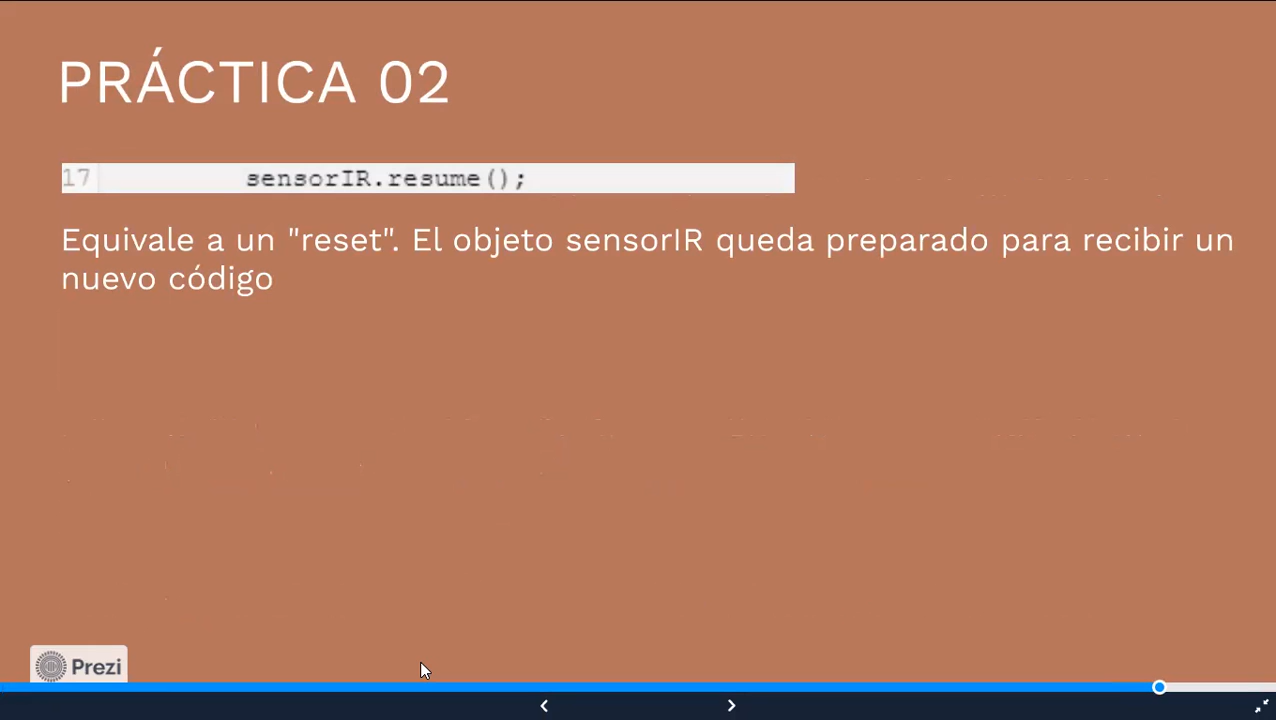 PRÁCTICA 02
17 sensorIR.resume();
Equivale a un "reset". El objeto sensorIR queda preparado para recibir un
nuevo código
Prezi